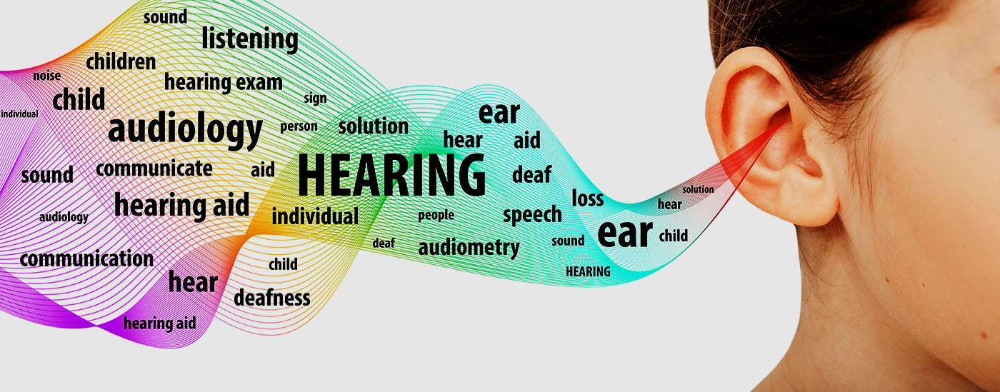 sound
listening
children
noise
hearing exam
child
sign
individual
audiology
person
solution
ear
hear
aid
sound
communicate
aid
HEARING
deaf
hearing aid
audiology
individual
people
speech
loss
hear
solution
deaf
audiometry
sound
ear
child
communication
child
HEARING
hear
deafness
hearing aid